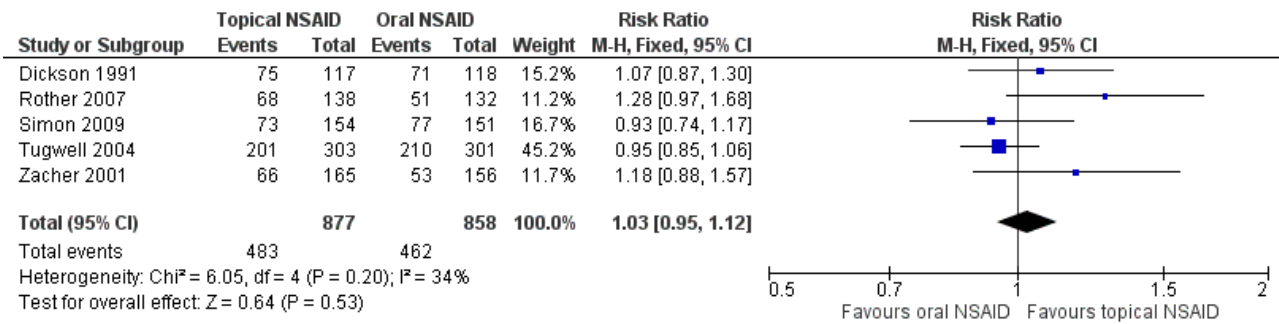 Topical NSAID Oral NSAID Risk Ratio Risk Ratio
Study or Subgroup Events Total Events Total Weight M-H, Fixed, 95% CI M-H, Fixed, 95% CI
Dickson 1991 75 117 71 118 15.2% 1.07 [0.87, 1.30]
Rother 2007 68 138 51 132 11.2% 1.28 [0.97, 1.68]
Simon 2009 73 154 77 151 16.7% 0.93 [0.74, 1.17]
Tugwell 2004 201 303 210 301 45.2% 0.95 [0.85, 1.06]
Zacher 2001 66 165 53 156 11.7% 1.18 [0.88, 1.57]
Total (95% CI) 877 858 100.0% 1.03 [0.95, 1.12]
Total events 483 462
Heterogeneity: Chi² = 6.05, df = 4 (P = 0.20); I² = 34%
Test for overall effect: Z = 0.64 (P = 0.53)
0.5 0.7 1 1.5 2
Favours oral NSAID Favours topical NSAID